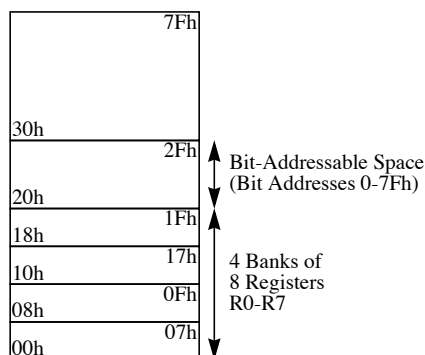 7Fh
30h
2Fh
20h
Bit-Addressable Space
(Bit Addresses 0-7Fh)
1Fh
18h
17h
10h
0Fh
08h
07h
00h
4 Banks of
8 Registers
R0-R7